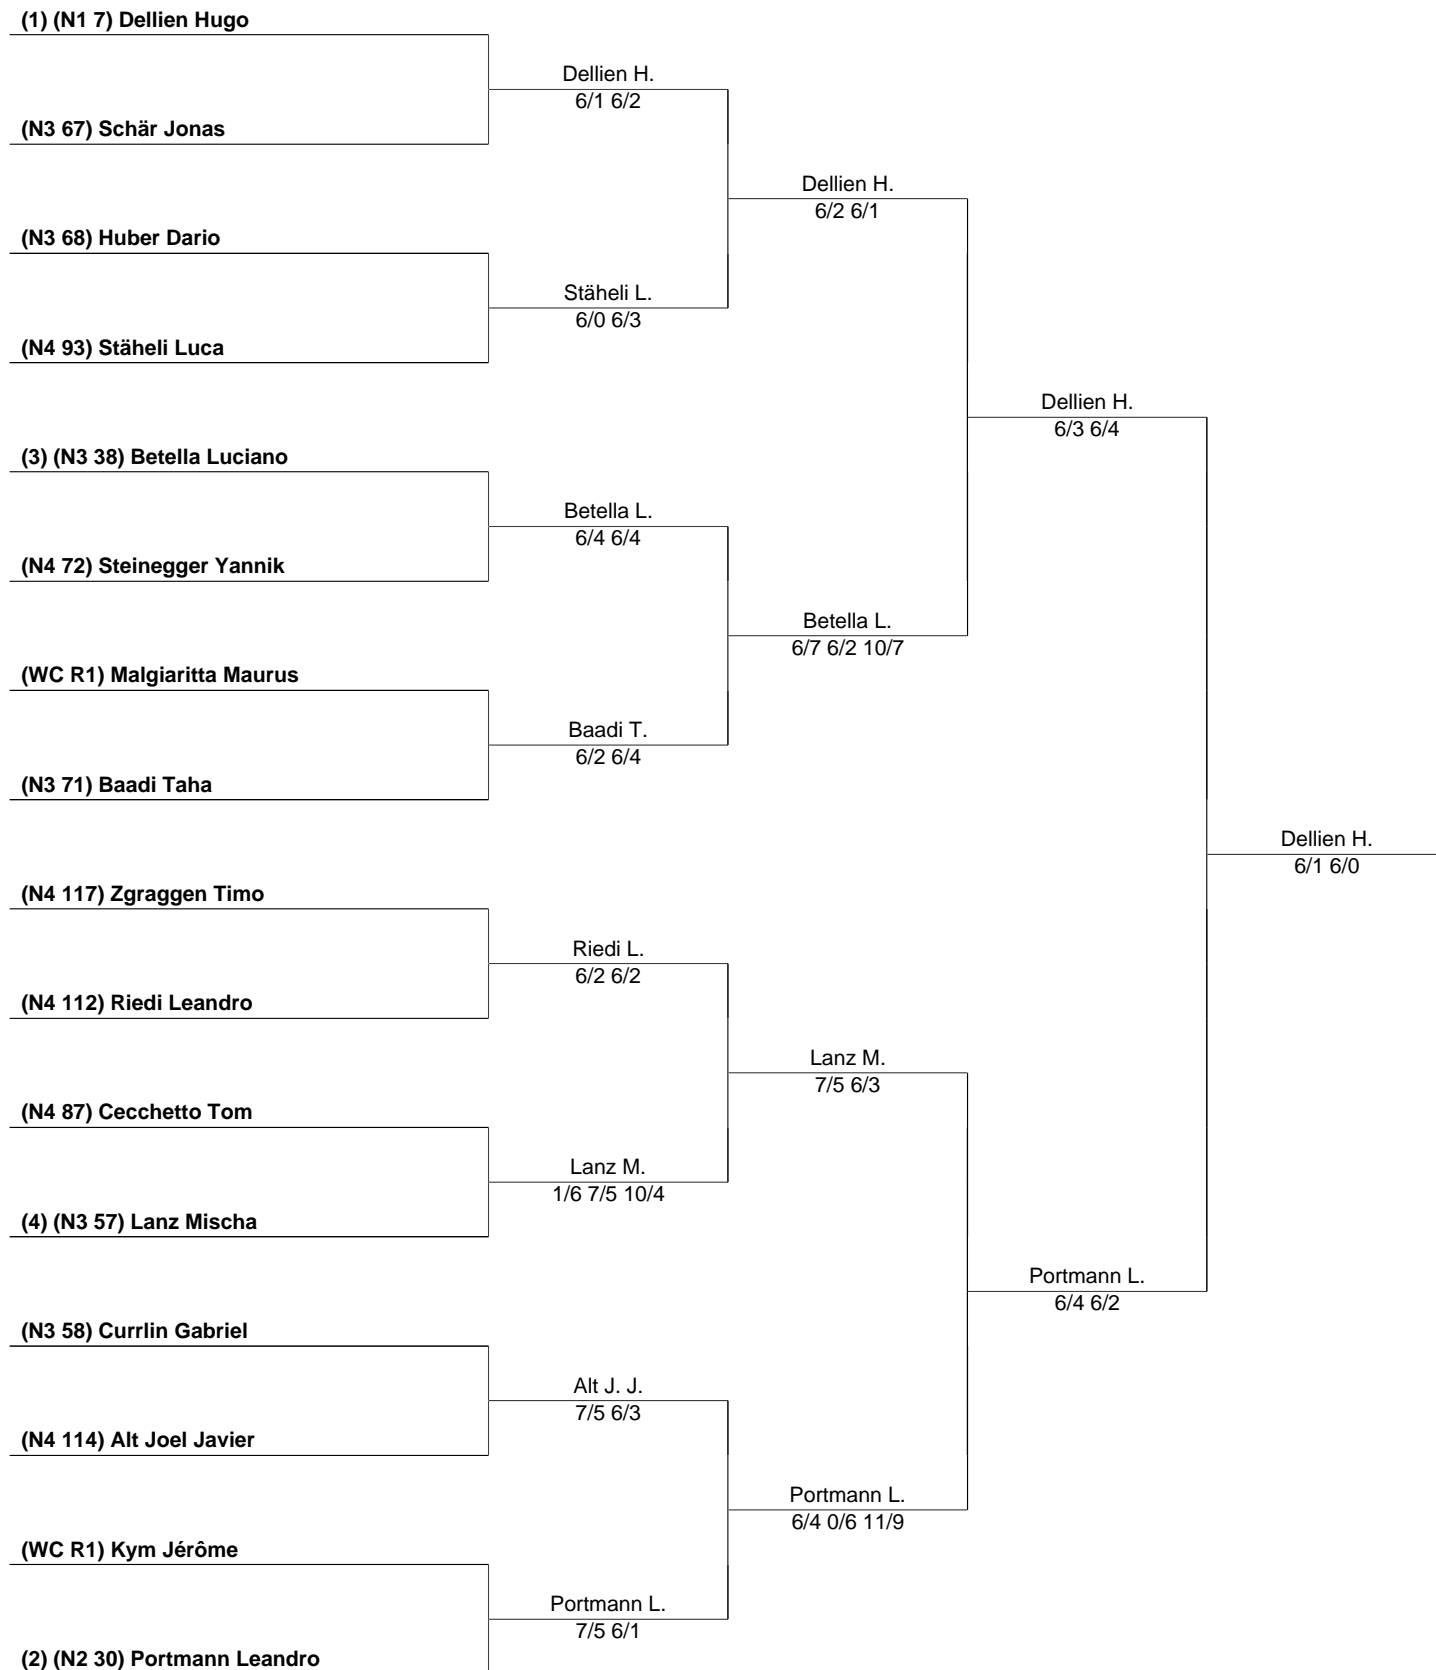 (1) (N1 7) Dellien Hugo
Dellien H.
6/1 6/2
(N3 67) Schär Jonas
Dellien H.
6/2 6/1
(N3 68) Huber Dario
Stäheli L.
6/0 6/3
(N4 93) Stäheli Luca
Dellien H.
6/3 6/4
(3) (N3 38) Betella Luciano
Betella L.
6/4 6/4
(N4 72) Steinegger Yannik
Betella L.
6/7 6/2 10/7
(WC R1) Malgiaritta Maurus
Baadi T.
6/2 6/4
(N3 71) Baadi Taha
Dellien H.
6/1 6/0
(N4 117) Zgraggen Timo
Riedi L.
6/2 6/2
(N4 112) Riedi Leandro
Lanz M.
7/5 6/3
(N4 87) Cecchetto Tom
Lanz M.
1/6 7/5 10/4
(4) (N3 57) Lanz Mischa
Portmann L.
6/4 6/2
(N3 58) Currlin Gabriel
Alt J. J.
7/5 6/3
(N4 114) Alt Joel Javier
Portmann L.
6/4 0/6 11/9
(WC R1) Kym Jérôme
Portmann L.
7/5 6/1
(2) (N2 30) Portmann Leandro